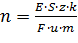 n = E·S·z·k / F·u·m